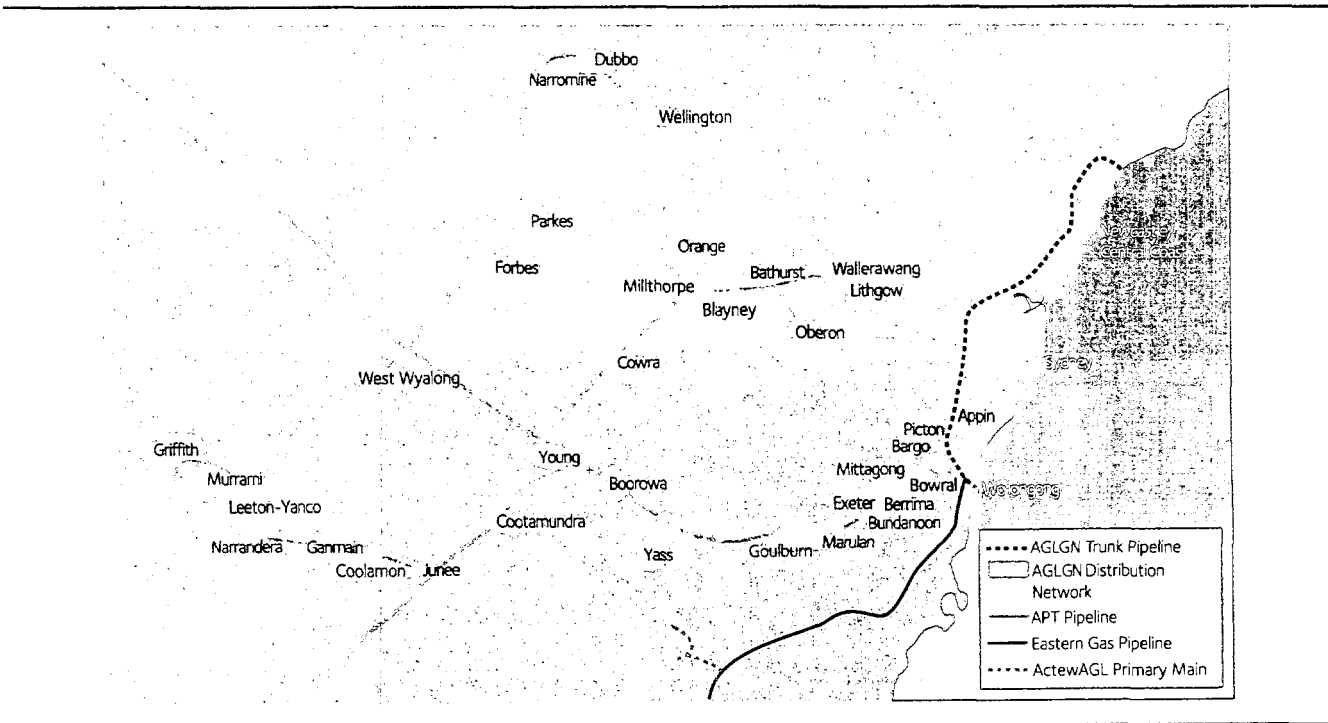 Dubbo
Narromine
Wellington
Parkes
Orange
Forbes
Bathurst
Wallerawang
Millthorpe
Lithgow
Blayney
Oberon
Cowra
Sydney
West Wyalong
Appin
Picton
Bargo
Griffith
Young
Mittagong
Murrami
Boorowa
Bowral
Wollongong
Leeton-Yanco
Exeter
Berrima
Cootamundra
Bundanoon
Narrandera
Ganmain
Yass
Goulburn
Marulan
Coolamon
Junee
AGLGN Trunk Pipeline
AGLGN Distribution
Network
APT Pipeline
Eastern Gas Pipeline
ActewAGL Primary Main